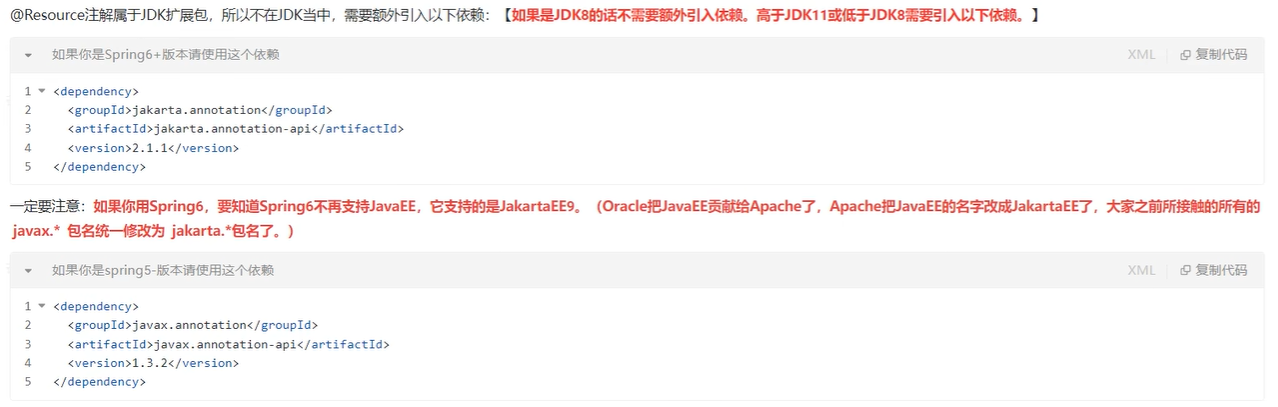 @Resource注解属于JDK扩展包，所以不在JDK当中，需要额外引入以下依赖：【如果是JDK8的话不需要额外引入依赖。高于JDK11或低于JDK8需要引入以下依赖。】
如果你是Spring6+版本请使用这个依赖 XML 复制代码
1 <dependency>
2 <groupId>jakarta.annotation</groupId>
3 <artifactId>jakarta.annotation-api</artifactId>
4 <version>2.1.1</version>
5 </dependency>
一定要注意：如果你用Spring6，要知道Spring6不再支持JavaEE，它支持的是JakartaEE9。（Oracle把JavaEE贡献给Apache了，Apache把JavaEE的名字改成JakartaEE了，大家之前所接触的所有的
javax.* 包名统一修改为 jakarta.*包名了。）
如果你是spring5-版本请使用这个依赖 XML 复制代码
1 <dependency>
2 <groupId>javax.annotation</groupId>
3 <artifactId>javax.annotation-api</artifactId>
4 <version>1.3.2</version>
5 </dependency>